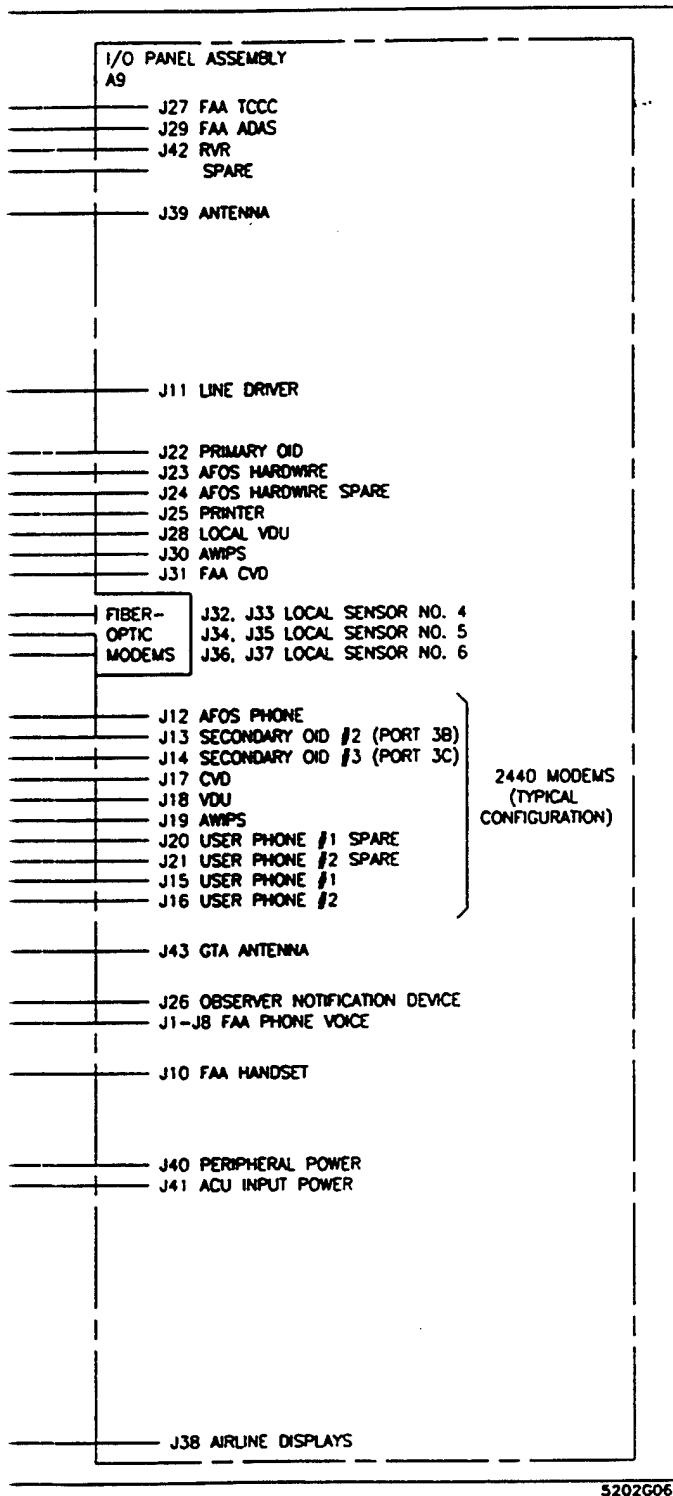 I/O PANEL ASSEMBLY
A9
J27 FAA TCCC
J29 FAA ADAS
J42 RVR
SPARE
J39 ANTENNA
J11 LINE DRIVER
J22 PRIMARY OID
J23 AFOS HARDWIRE
J24 AFOS HARDWIRE SPARE
J25 PRINTER
J28 LOCAL VDU
J30 AWIPS
J31 FAA CVD
FIBER-
OPTIC
MODEMS
J32, J33 LOCAL SENSOR NO. 4
J34, J35 LOCAL SENSOR NO. 5
J36, J37 LOCAL SENSOR NO. 6
J12 AFOS PHONE
J13 SECONDARY OID #2 (PORT 3B)
J14 SECONDARY OID #3 (PORT 3C)
J17 CVD
J18 VDU
J19 AWIPS
J20 USER PHONE #1 SPARE
J21 USER PHONE #2 SPARE
J15 USER PHONE #1
J16 USER PHONE #2
2440 MODEMS
(TYPICAL
CONFIGURATION)
J43 GTA ANTENNA
J26 OBSERVER NOTIFICATION DEVICE
J1-J8 FAA PHONE VOICE
J10 FAA HANDSET
J40 PERIPHERAL POWER
J41 ACU INPUT POWER
J38 AIRLINE DISPLAYS
5202G06